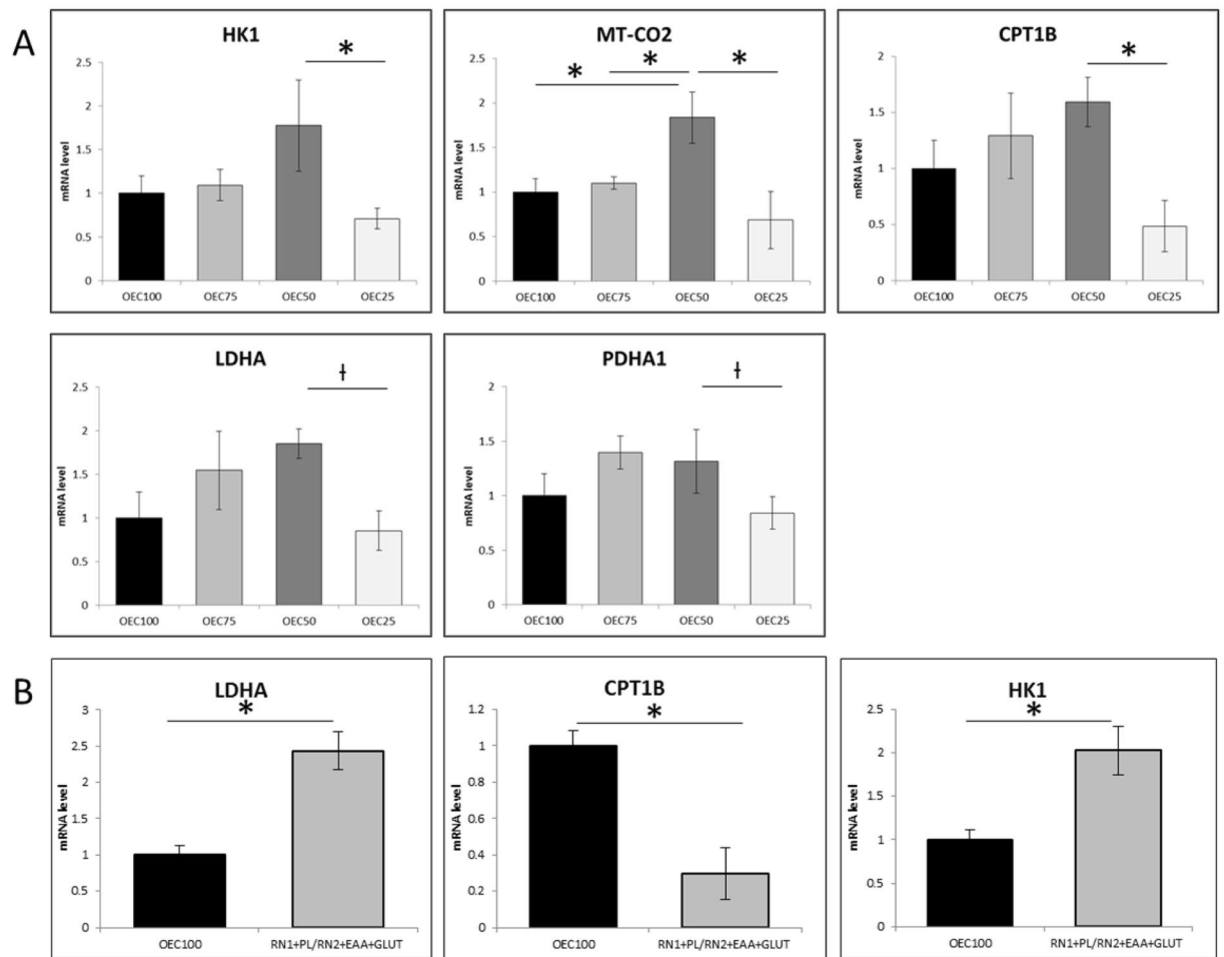 A
HK1
*
mRNA level
2.5
2
1.5
1
0.5
0
OEC100 OEC75 OEC50 OEC25
MT-CO2
* * *
mRNA level
2.5
2
1.5
1
0.5
0
OEC100 OEC75 OEC50 OEC25
CPT1B
*
mRNA level
2
1.5
1
0.5
0
OEC100 OEC75 OEC50 OEC25
LDHA
ƚ
mRNA level
2.5
2
1.5
1
0.5
0
OEC100 OEC75 OEC50 OEC25
PDHA1
ƚ
mRNA level
2
1.5
1
0.5
0
OEC100 OEC75 OEC50 OEC25
B
LDHA
*
mRNA level
3
2.5
2
1.5
1
0.5
0
OEC100 RN1+PL/RN2+EAA+GLUT
CPT1B
*
mRNA level
1.2
1
0.8
0.6
0.4
0.2
0
OEC100 RN1+PL/RN2+EAA+GLUT
HK1
*
mRNA level
2.5
2
1.5
1
0.5
0
OEC100 RN1+PL/RN2+EAA+GLUT